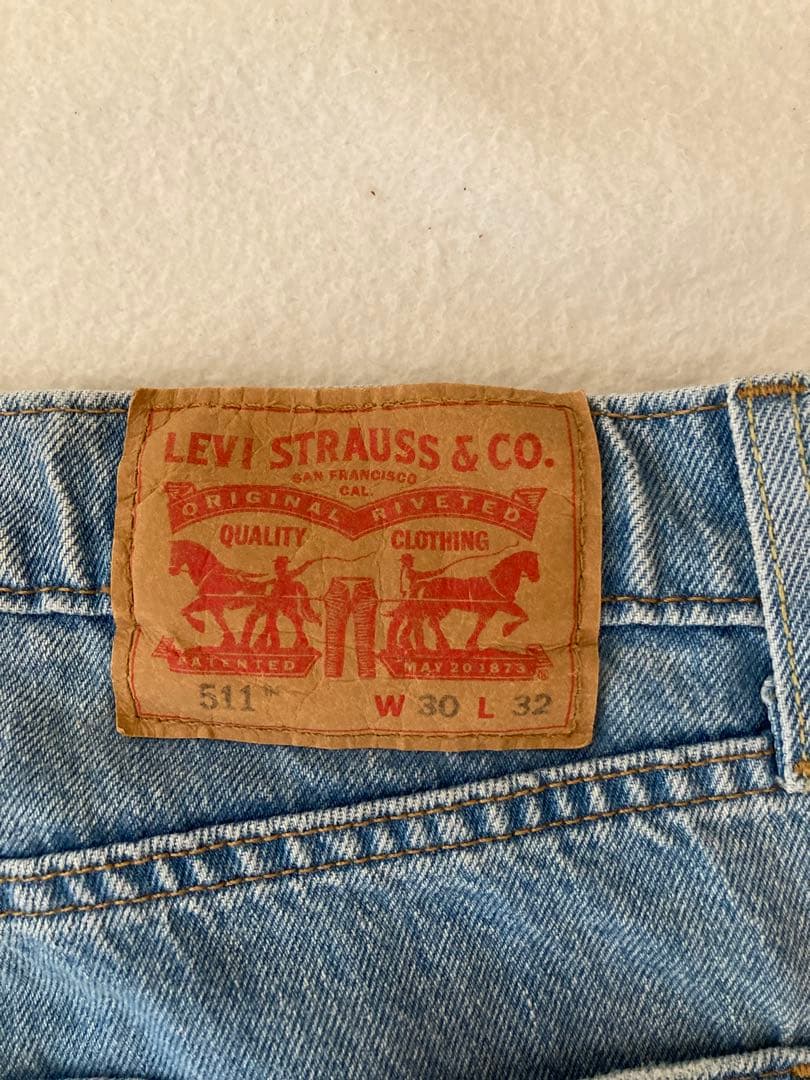 LEVI STRAUSS & CO.
SAN FRANCISCO
CAL.
ORIGINAL RIVETED
QUALITY CLOTHING
PATENTED MAY 20 1873 ®
511™ W 30 L 32